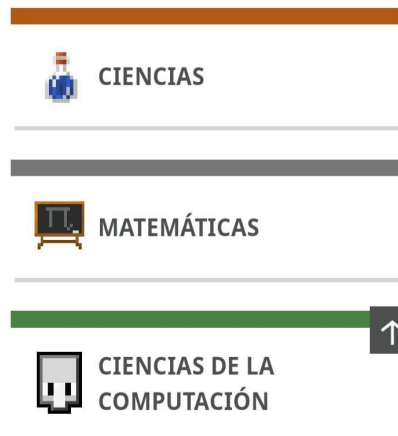 CIENCIAS
MATEMÁTICAS
CIENCIAS DE LA
COMPUTACIÓN